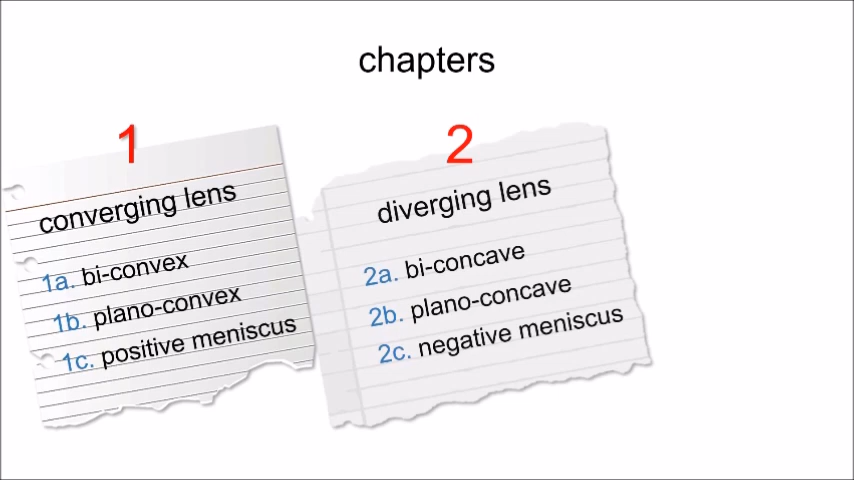 chapters
1
converging lens
1a. bi-convex
1b. plano-convex
1c. positive meniscus
2
diverging lens
2a. bi-concave
2b. plano-concave
2c. negative meniscus